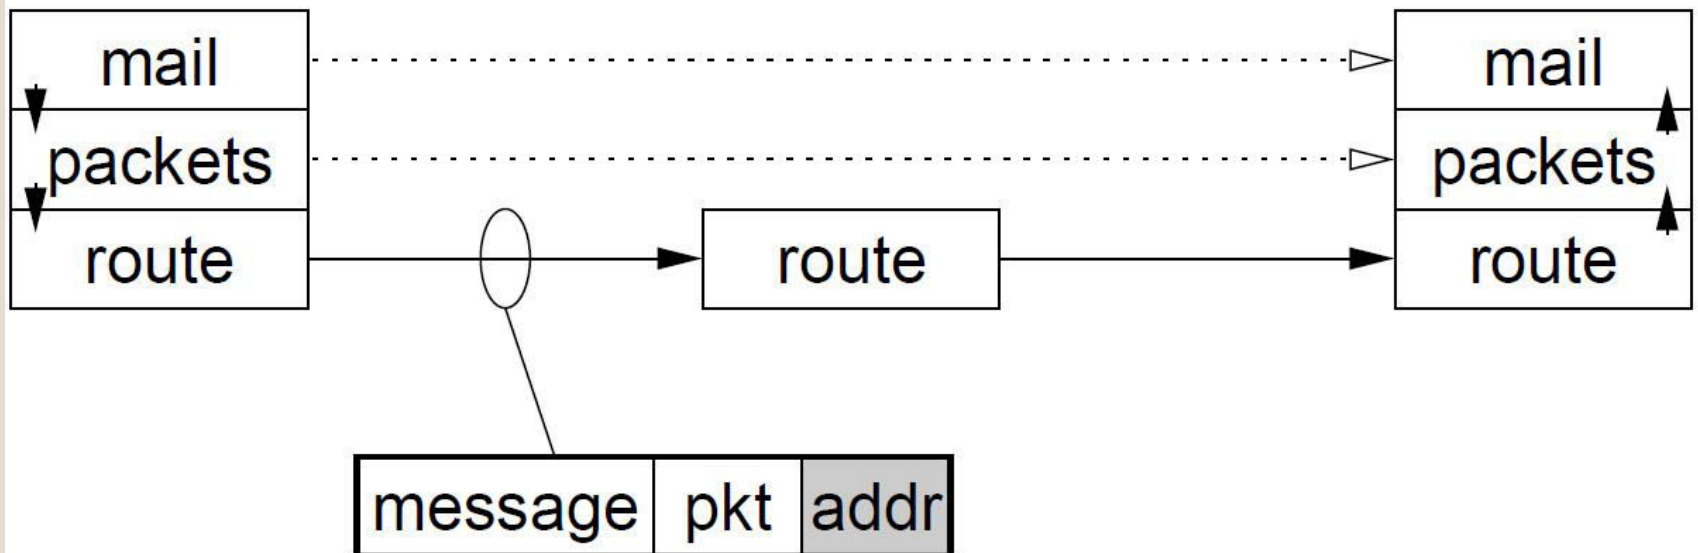 mail
packets
route
route
mail
packets
route
message pkt addr